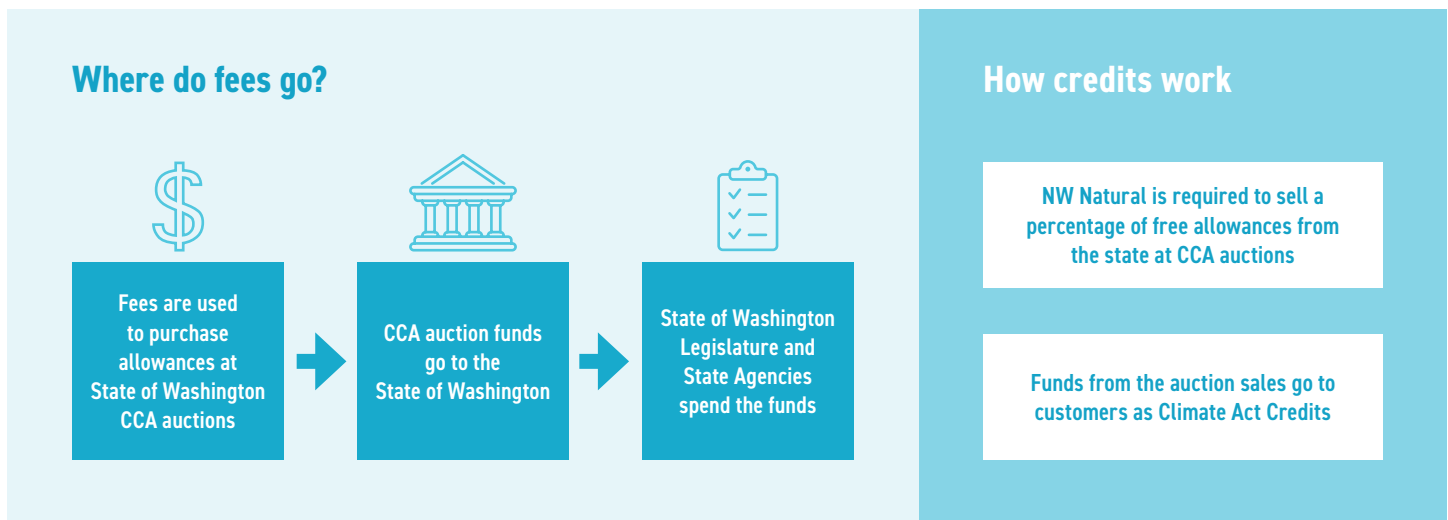 Where do fees go?
Fees are used
to purchase
allowances at
State of Washington
CCA auctions
CCA auction funds
go to the
State of Washington
State of Washington
Legislature and
State Agencies
spend the funds
How credits work
NW Natural is required to sell a
percentage of free allowances from
the state at CCA auctions
Funds from the auction sales go to
customers as Climate Act Credits